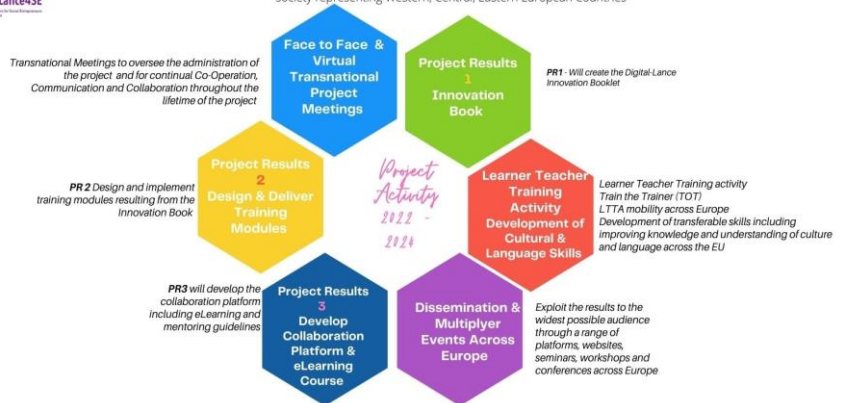 society representing Western, Central, Eastern European Countries
Face to Face & 
Virtual
Transnational
Project
Meetings
Transnational Meetings to oversee the administration of
the project and for continual Co-Operation,
Communication and Collaboration throughout the
lifetime of the project
Project Results
1
Innovation
Book
PR1 - Will create the Digital-Lance
Innovation Booklet
Project Results
2
Design & Deliver
Training
Modules
PR 2 Design and implement
training modules resulting from the
Innovation Book
Project
Activity
2022 -
2024
Learner Teacher
Training
Activity
Development of
Cultural &
Language Skills
Learner Teacher Training activity
Train the Trainer (TOT)
LTTA mobility across Europe
Development of transferable skills including
improving knowledge and understanding of culture
and language across the EU
PR3 will develop the
collaboration platform
including eLearning and
mentoring guidelines
Project Results
3
Develop
Collaboration
Platform &
eLearning
Course
Dissemination &
Multiplyer
Events Across
Europe
Exploit the results to the
widest possible audience
through a range of
platforms, websites,
seminars, workshops and
conferences across Europe